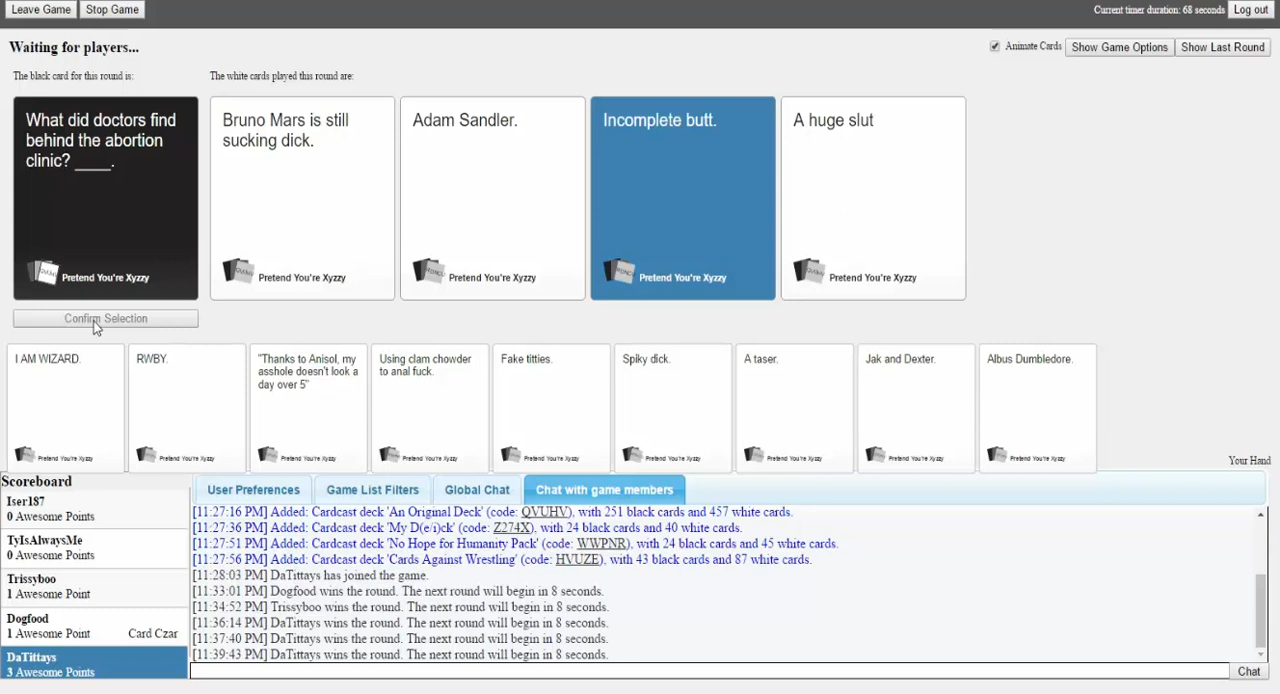 Leave Game Stop Game Current timer duration: 68 seconds Log out
Waiting for players... Animate Cards Show Game Options Show Last Round
The black card for this round is: The white cards played this round are:
What did doctors find
behind the abortion
clinic? ____.
Pretend You're Xyzzy
Bruno Mars is still
sucking dick.
Pretend You're Xyzzy
Adam Sandler.
Pretend You're Xyzzy
Incomplete butt.
Pretend You're Xyzzy
A huge slut
Pretend You're Xyzzy
Confirm Selection
I AM WIZARD.
Pretend You're Xyzzy
RWBY.
Pretend You're Xyzzy
"Thanks to Anisol, my
asshole doesn't look a
day over 5"
Pretend You're Xyzzy
Using clam chowder
to anal fuck.
Pretend You're Xyzzy
Fake titties.
Pretend You're Xyzzy
Spiky dick.
Pretend You're Xyzzy
A taser.
Pretend You're Xyzzy
Jak and Dexter.
Pretend You're Xyzzy
Albus Dumbledore.
Pretend You're Xyzzy
Your Hand
Scoreboard
Iser187
0 Awesome Points
TyIsAlwaysMe
0 Awesome Points
Trissyboo
1 Awesome Point
Dogfood
1 Awesome Point Card Czar
DaTittays
3 Awesome Points
User Preferences Game List Filters Global Chat Chat with game members
[11:27:16 PM] Added: Cardcast deck 'An Original Deck' (code: QVUHV), with 251 black cards and 457 white cards.
[11:27:36 PM] Added: Cardcast deck 'My D(e/i)ck' (code: Z274X), with 24 black cards and 40 white cards.
[11:27:51 PM] Added: Cardcast deck 'No Hope for Humanity Pack' (code: WWPNR), with 24 black cards and 45 white cards.
[11:27:56 PM] Added: Cardcast deck 'Cards Against Wrestling' (code: HVUZE), with 43 black cards and 87 white cards.
[11:28:03 PM] DaTittays has joined the game.
[11:33:01 PM] Dogfood wins the round. The next round will begin in 8 seconds.
[11:34:52 PM] Trissyboo wins the round. The next round will begin in 8 seconds.
[11:36:14 PM] DaTittays wins the round. The next round will begin in 8 seconds.
[11:37:40 PM] DaTittays wins the round. The next round will begin in 8 seconds.
[11:39:43 PM] DaTittays wins the round. The next round will begin in 8 seconds.
Chat